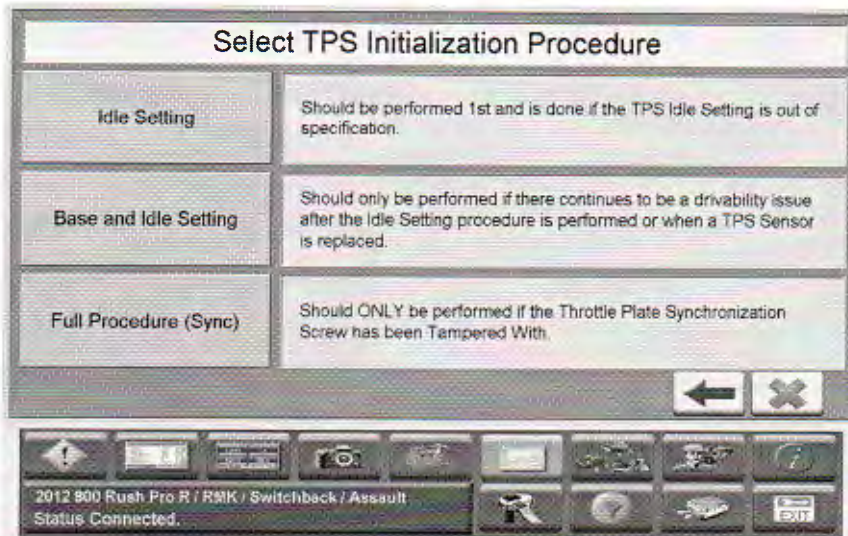 Select TPS Initialization Procedure
Idle Setting
Should be performed 1st and is done if the TPS Idle Setting is out of
specification.
Base and Idle Setting
Should only be performed if there continues to be a drivability issue
after the Idle Setting procedure is performed or when a TPS Sensor
is replaced.
Full Procedure (Sync)
Should ONLY be performed if the Throttle Plate Synchronization
Screw has been Tampered With.
2012 800 Rush Pro R / RMK / Switchback / Assault
Status Connected.
EXIT